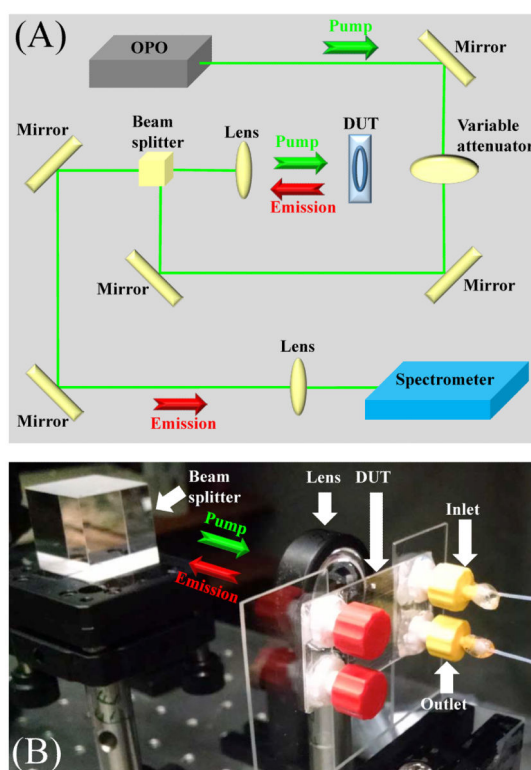 (A)
OPO
Pump
Mirror
Mirror
Beam
splitter
Lens
Pump
DUT
Variable
attenuator
Emission
Mirror
Mirror
Lens
Mirror
Emission
Spectrometer
Beam
splitter
Lens
DUT
Inlet
Pump
Emission
Outlet
(B)